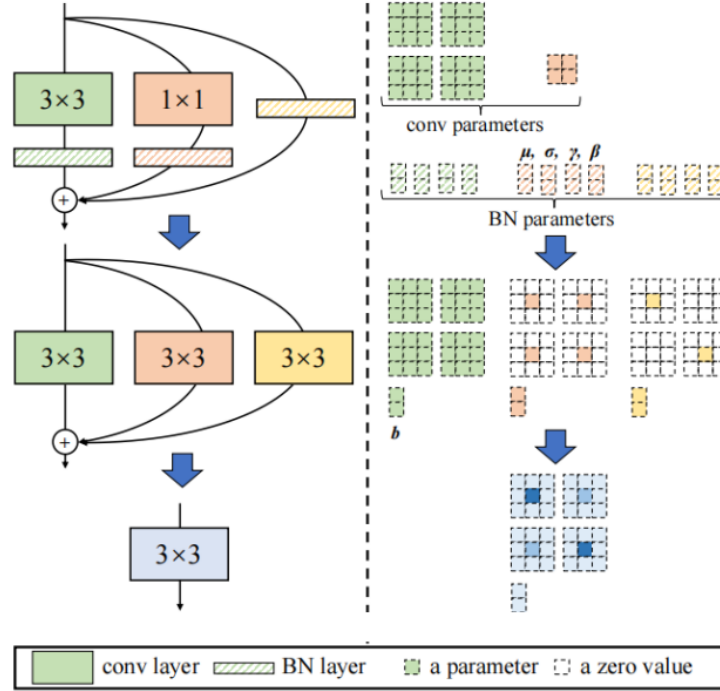 3×3
1×1
+
3×3
3×3
3×3
+
3×3
conv parameters
μ, σ, γ, β
BN parameters
b
conv layer
BN layer
a parameter
a zero value